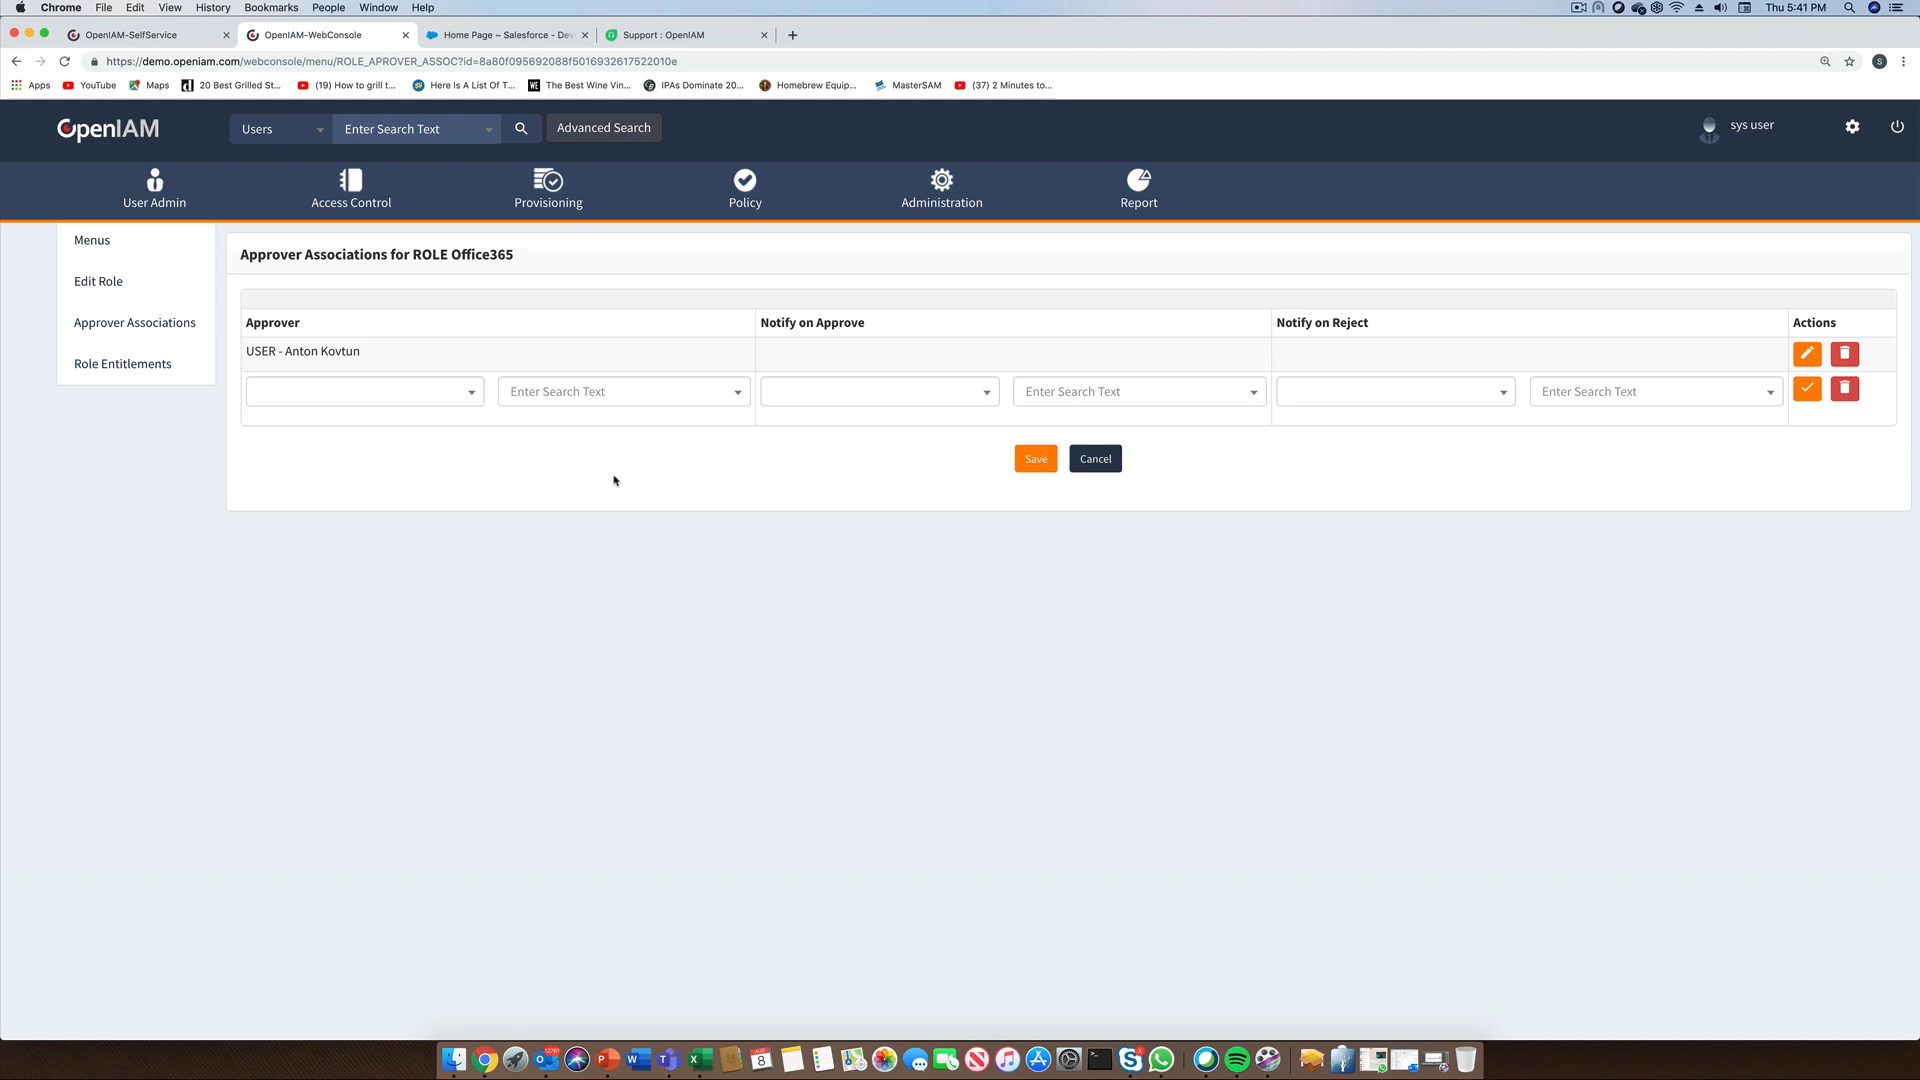 Chrome File Edit View History Bookmarks People Window Help Thu 5:41 PM
OpenIAM-SelfService OpenIAM-WebConsole Home Page ~ Salesforce - Dev Support : OpenIAM
https://demo.openiam.com/webconsole/menu/ROLE_APROVER_ASSOC?id=8a80f095692088f5016932617522010e S
Apps YouTube Maps 20 Best Grilled St... (19) How to grill t... Here Is A List Of T... The Best Wine Vin... IPAs Dominate 20... Homebrew Equip... MasterSAM (37) 2 Minutes to...
OpenIAM Users Enter Search Text Advanced Search sys user
User Admin Access Control Provisioning Policy Administration Report
Menus
Edit Role
Approver Associations
Role Entitlements
Approver Associations for ROLE Office365
Approver Notify on Approve Notify on Reject Actions
USER - Anton Kovtun
Enter Search Text Enter Search Text Enter Search Text
Save Cancel